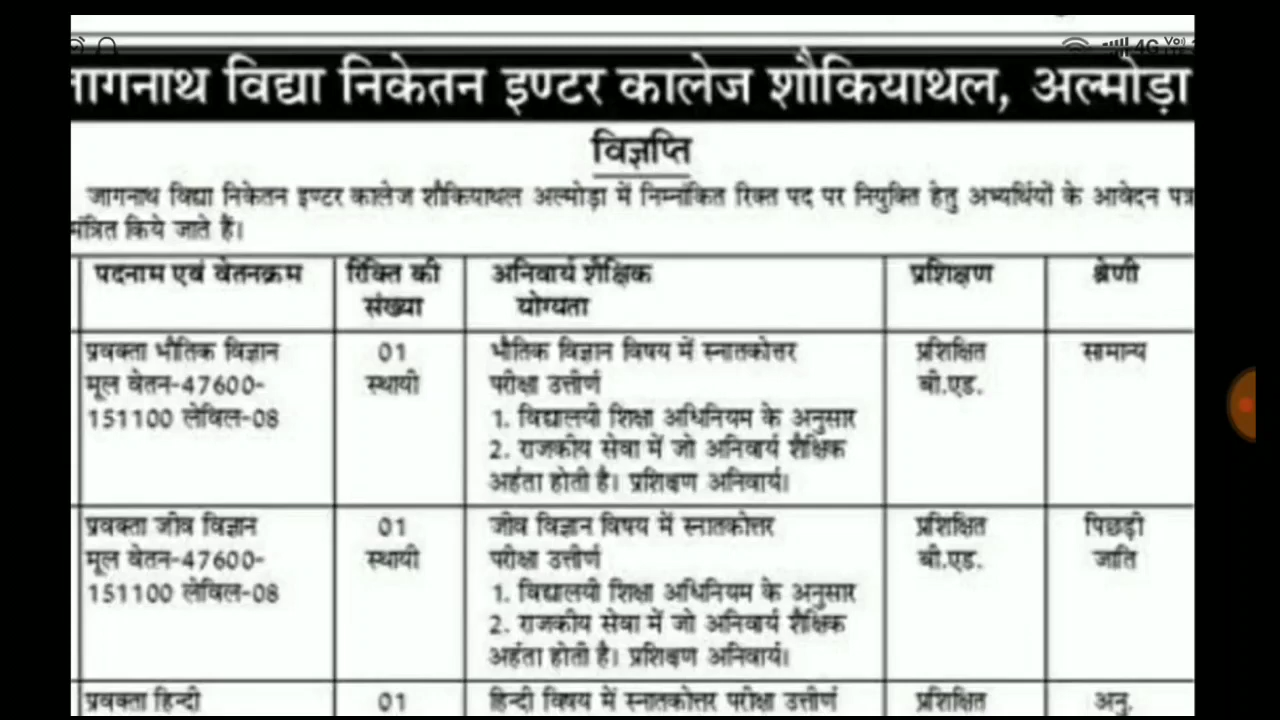 4G
जागनाथ विद्या निकेतन इण्टर कालेज शौकियाथल, अल्मोड़ा
विज्ञप्ति
जागनाथ विद्या निकेतन इण्टर कालेज शौकियाथल अल्मोड़ा में निम्नांकित रिक्त पद पर नियुक्ति हेतु अभ्यर्थियों के आवेदन पत्र
मंत्रित किये जाते हैं।
पदनाम एवं वेतनक्रम
रिक्ति की
संख्या
अनिवार्य शैक्षिक
योग्यता
प्रशिक्षण
श्रेणी
प्रवक्ता भौतिक विज्ञान
मूल वेतन-47600-
151100 लेविल-08
01
स्थायी
भौतिक विज्ञान विषय में स्नातकोत्तर
परीक्षा उत्तीर्ण
1. विद्यालयी शिक्षा अधिनियम के अनुसार
2. राजकीय सेवा में जो अनिवार्य शैक्षिक
अर्हता होती है। प्रशिक्षण अनिवार्य।
प्रशिक्षित
बी.एड.
सामान्य
प्रवक्ता जीव विज्ञान
मूल वेतन-47600-
151100 लेविल-08
01
स्थायी
जीव विज्ञान विषय में स्नातकोत्तर
परीक्षा उत्तीर्ण
1. विद्यालयी शिक्षा अधिनियम के अनुसार
2. राजकीय सेवा में जो अनिवार्य शैक्षिक
अर्हता होती है। प्रशिक्षण अनिवार्य।
प्रशिक्षित
बी.एड.
पिछड़ी
जाति
प्रवक्ता हिन्दी
01
हिन्दी विषय में स्नातकोत्तर परीक्षा उत्तीर्ण
प्रशिक्षित
अनु.